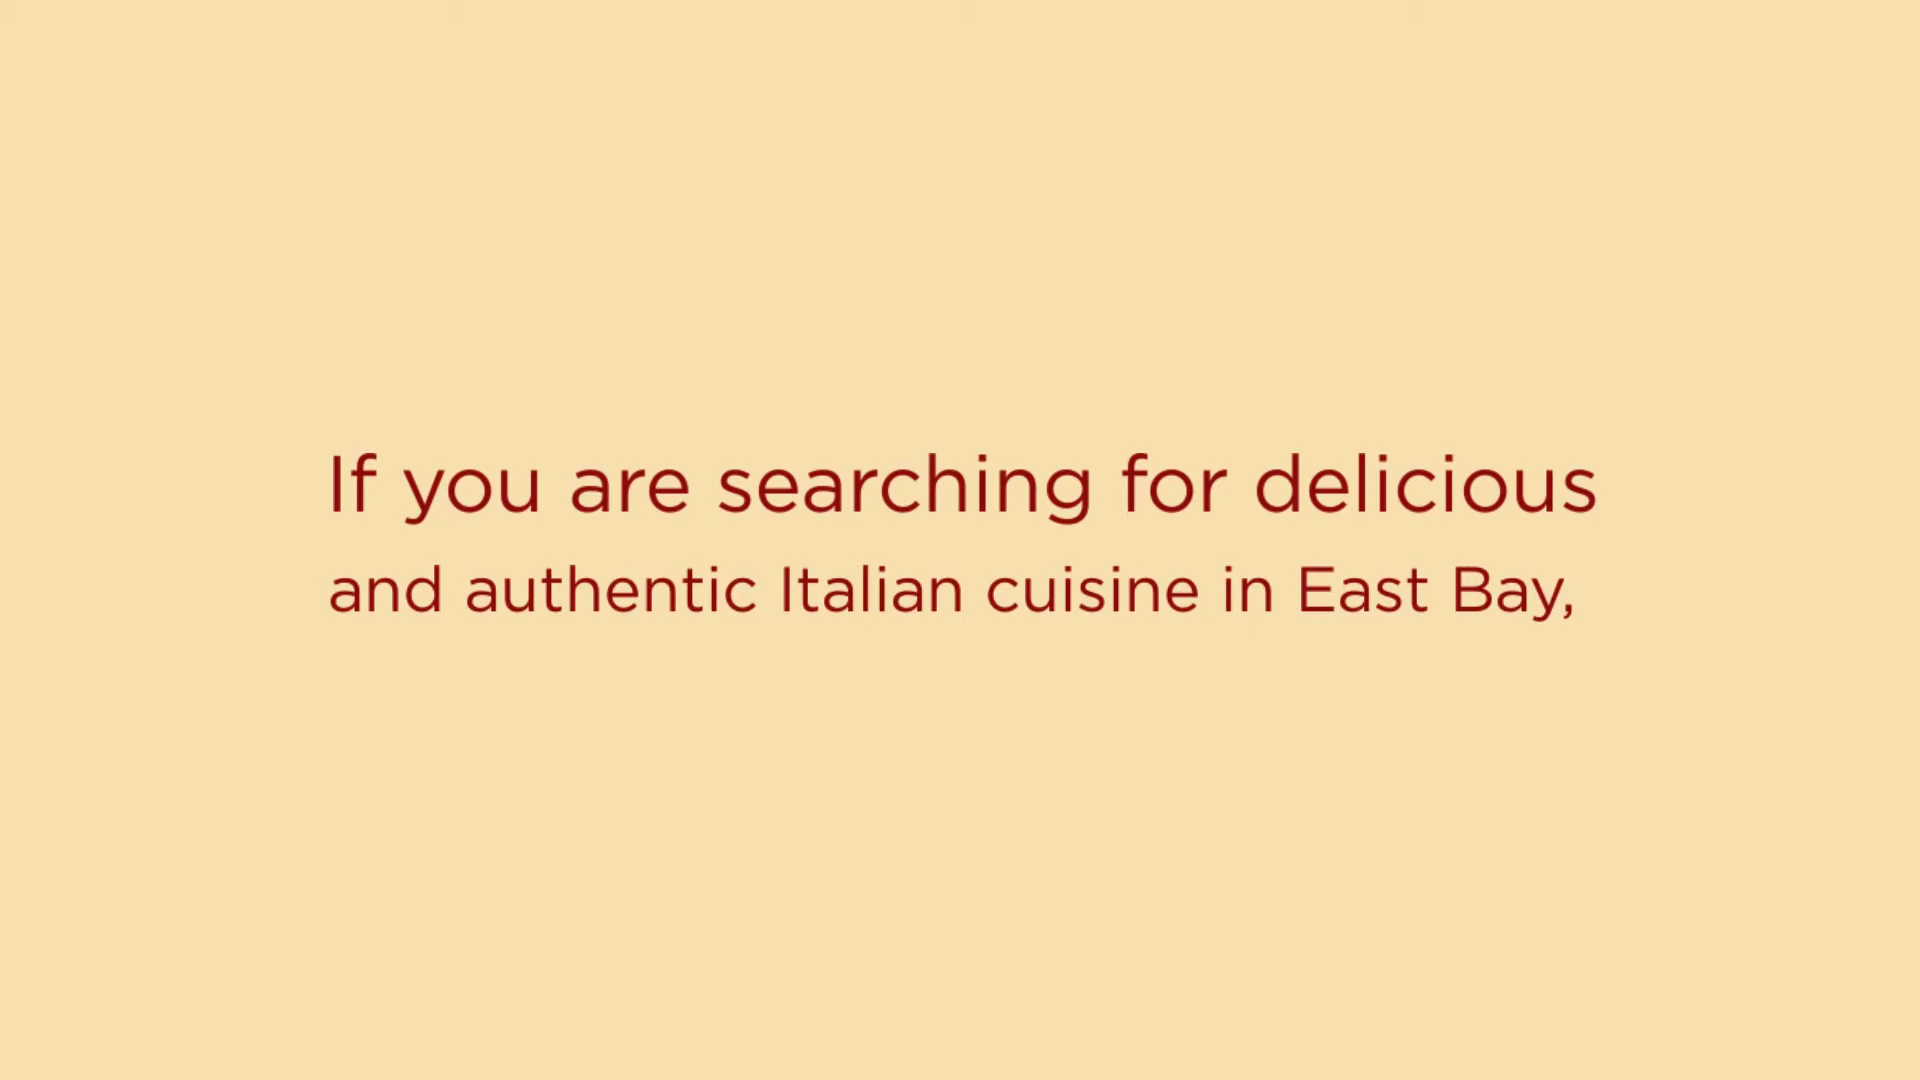 If you are searching for delicious
and authentic Italian cuisine in East Bay,